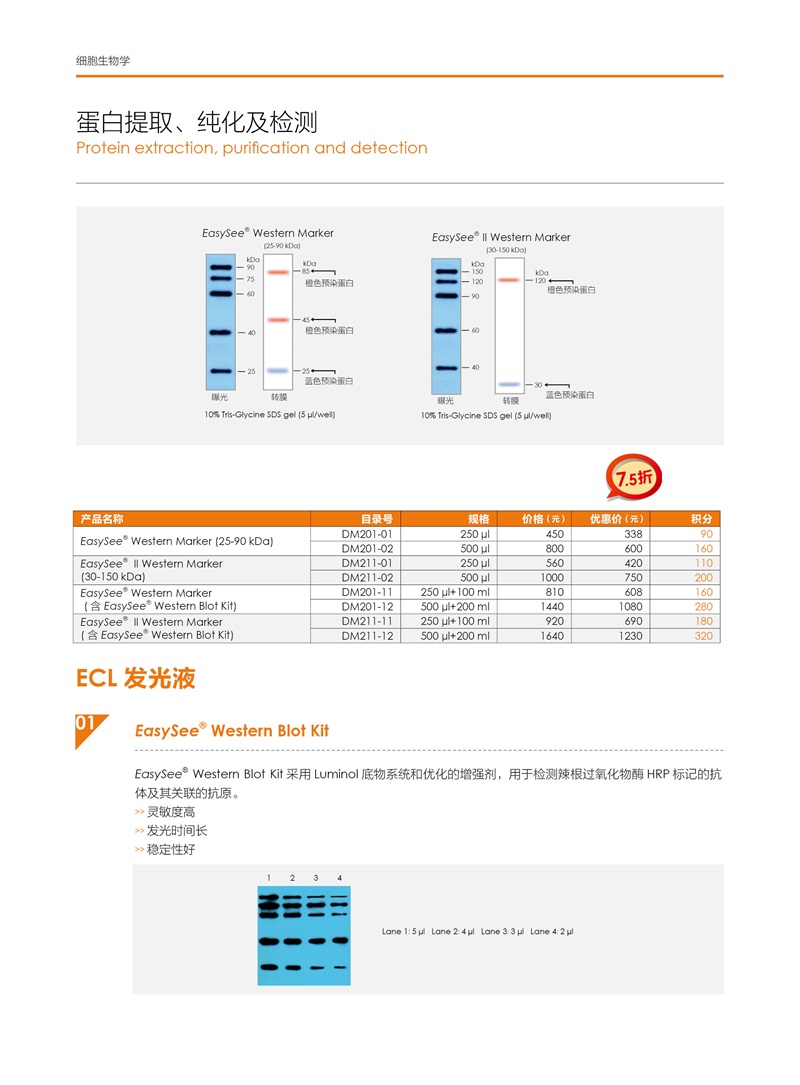 细胞生物学
蛋白提取、纯化及检测
Protein extraction, purification and detection
EasySee® Western Marker
(25-90 kDa)
kDa
90
75
60
40
25
kDa
85
橙色预染蛋白
45
橙色预染蛋白
25
蓝色预染蛋白
曝光
转膜
10% Tris-Glycine SDS gel (5 µl/well)
EasySee® II Western Marker
(30-150 kDa)
kDa
150
120
90
60
40
kDa
120
橙色预染蛋白
30
蓝色预染蛋白
曝光
转膜
10% Tris-Glycine SDS gel (5 µl/well)
7.5折
产品名称 目录号 规格 价格（元） 优惠价（元） 积分
EasySee® Western Marker (25-90 kDa)
DM201-01 250 µl 450 338 90
DM201-02 500 µl 800 600 160
EasySee® II Western Marker
(30-150 kDa)
DM211-01 250 µl 560 420 110
DM211-02 500 µl 1000 750 200
EasySee® Western Marker
( 含 EasySee® Western Blot Kit)
DM201-11 250 µl+100 ml 810 608 160
DM201-12 500 µl+200 ml 1440 1080 280
EasySee® II Western Marker
( 含 EasySee® Western Blot Kit)
DM211-11 250 µl+100 ml 920 690 180
DM211-12 500 µl+200 ml 1640 1230 320
ECL 发光液
01
EasySee® Western Blot Kit
EasySee® Western Blot Kit 采用 Luminol 底物系统和优化的增强剂，用于检测辣根过氧化物酶 HRP 标记的抗
体及其关联的抗原。
>> 灵敏度高
>> 发光时间长
>> 稳定性好
1 2 3 4
Lane 1: 5 µl Lane 2: 4 µl Lane 3: 3 µl Lane 4: 2 µl